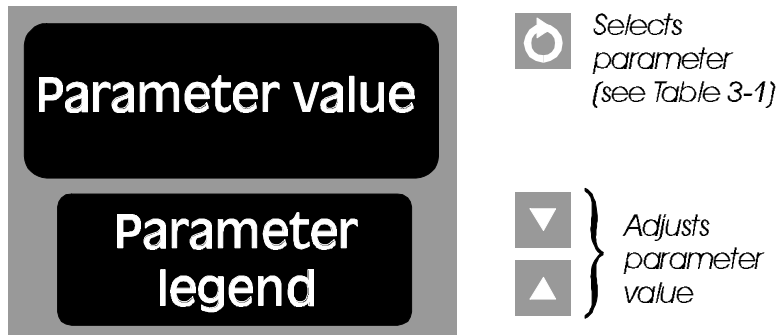 Parameter value
Parameter
legend
Selects
parameter
(see Table 3-1)
Adjusts
parameter
value